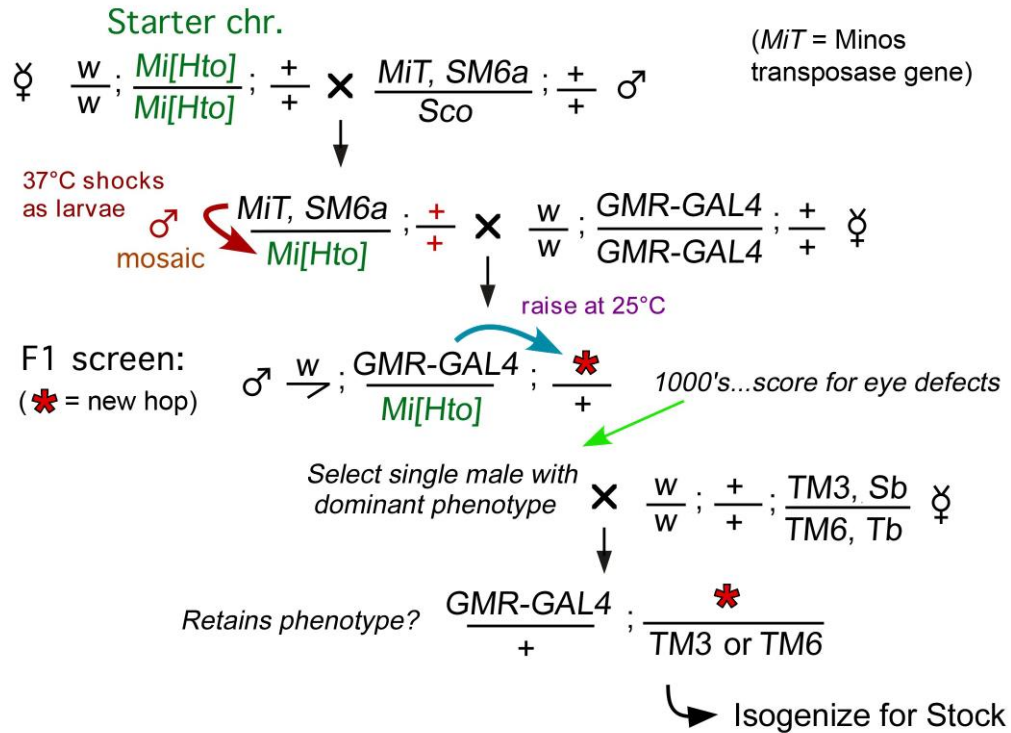 Starter chr.
(MiT = Minos
transposase gene)
☿ w/w ; Mi[Hto]/Mi[Hto] ; +/+ × MiT, SM6a/Sco ; +/+ ♂
37°C shocks
as larvae
♂ MiT, SM6a/Mi[Hto] ; +/+ × w/w ; GMR-GAL4/GMR-GAL4 ; +/+ ☿
mosaic
raise at 25°C
F1 screen:
(* = new hop)
♂ w/⇁ ; GMR-GAL4/Mi[Hto] ; */+
1000's...score for eye defects
Select single male with
dominant phenotype
× w/w ; +/+ ; TM3, Sb/TM6, Tb ☿
Retains phenotype?
GMR-GAL4/+ ; */TM3 or TM6
Isogenize for Stock